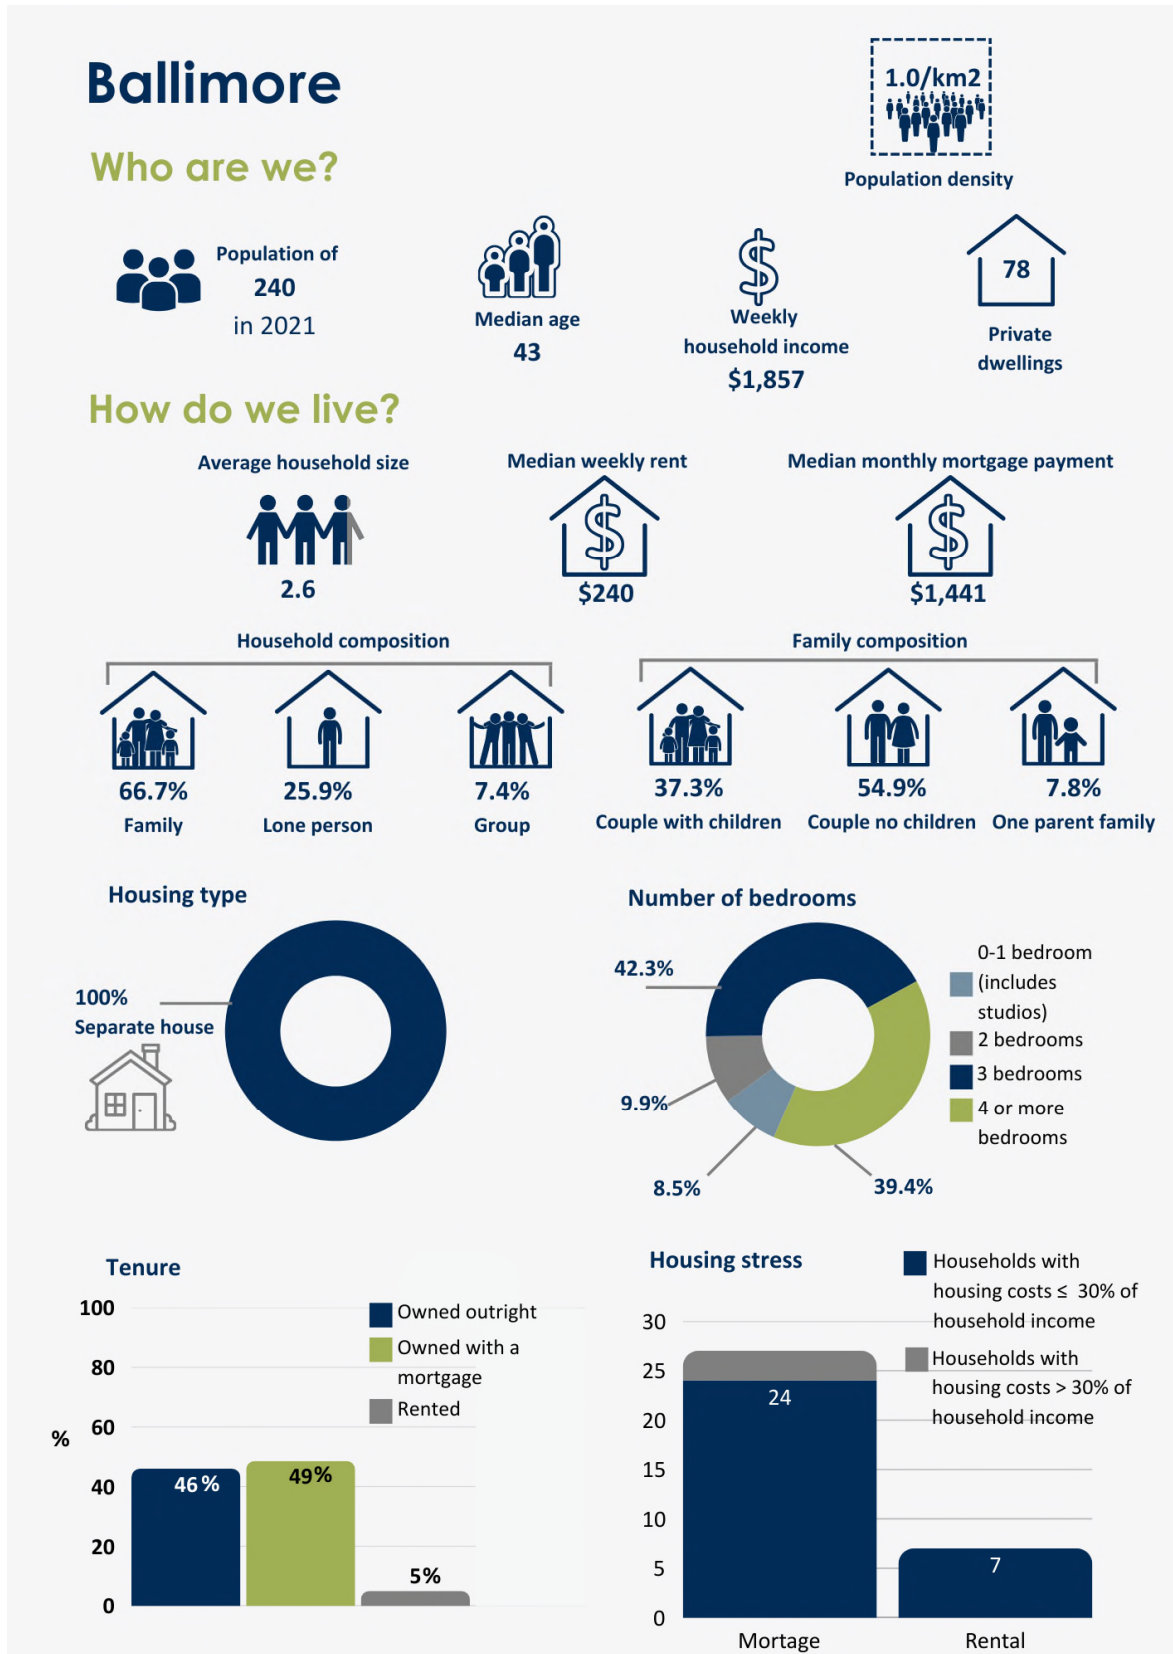 Ballimore
1.0/km2
Population density
Who are we?
Population of
240
in 2021
Median age
43
Weekly
household income
$1,857
78
Private
dwellings
How do we live?
Average household size
2.6
Median weekly rent
$240
Median monthly mortgage payment
$1,441
Household composition
66.7%
Family
25.9%
Lone person
7.4%
Group
Family composition
37.3%
Couple with children
54.9%
Couple no children
7.8%
One parent family
Housing type
100%
Separate house
Number of bedrooms
42.3%
9.9%
8.5%
39.4%
0-1 bedroom
(includes
studios)
2 bedrooms
3 bedrooms
4 or more
bedrooms
Tenure
100
80
60
%
40
20
0
46%
49%
5%
Owned outright
Owned with a
mortgage
Rented
Housing stress
Households with
housing costs ≤ 30% of
household income
Households with
housing costs > 30% of
household income
30
25
20
15
10
5
0
24
7
Mortage
Rental